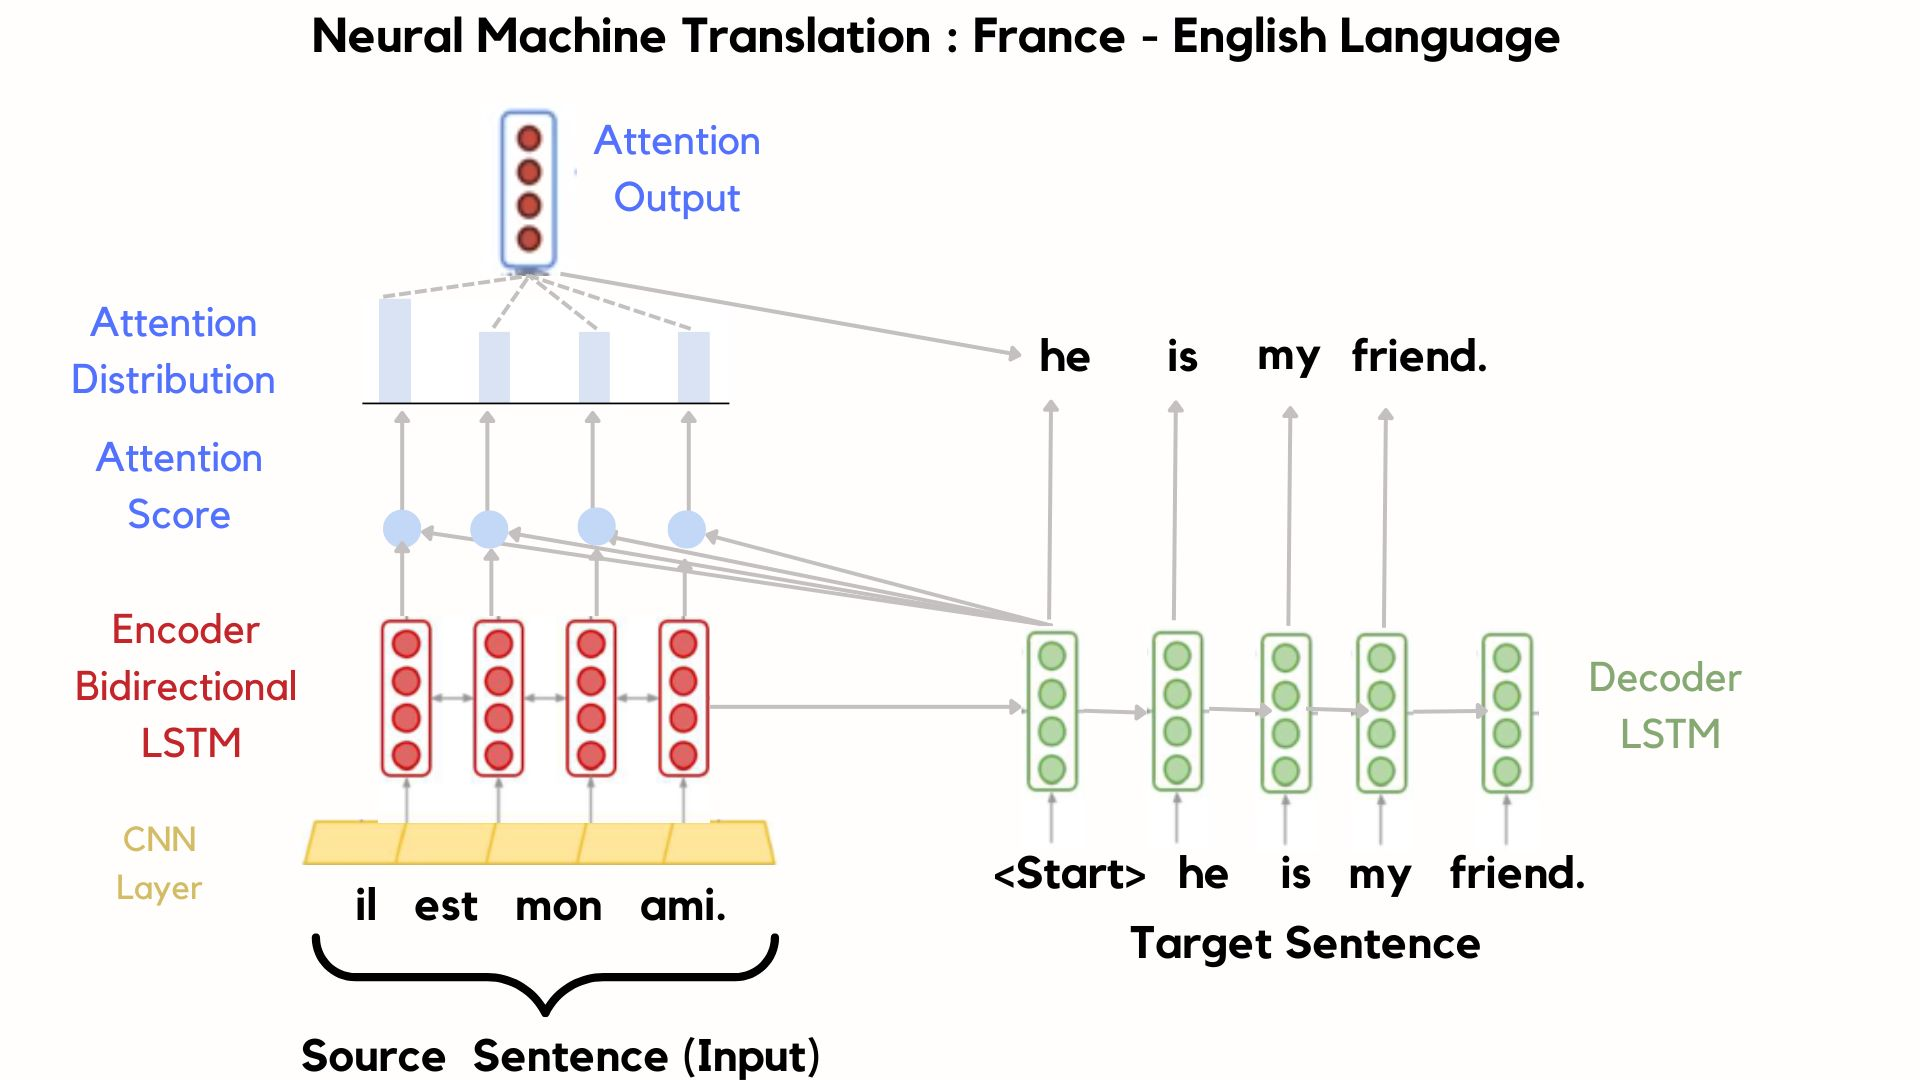 Neural Machine Translation : France - English Language
Attention
Output
Attention
Distribution
he is my friend.
Attention
Score
Encoder
Bidirectional
LSTM
Decoder
LSTM
CNN
Layer
il est mon ami.
<Start> he is my friend.
Target Sentence
Source Sentence (Input)